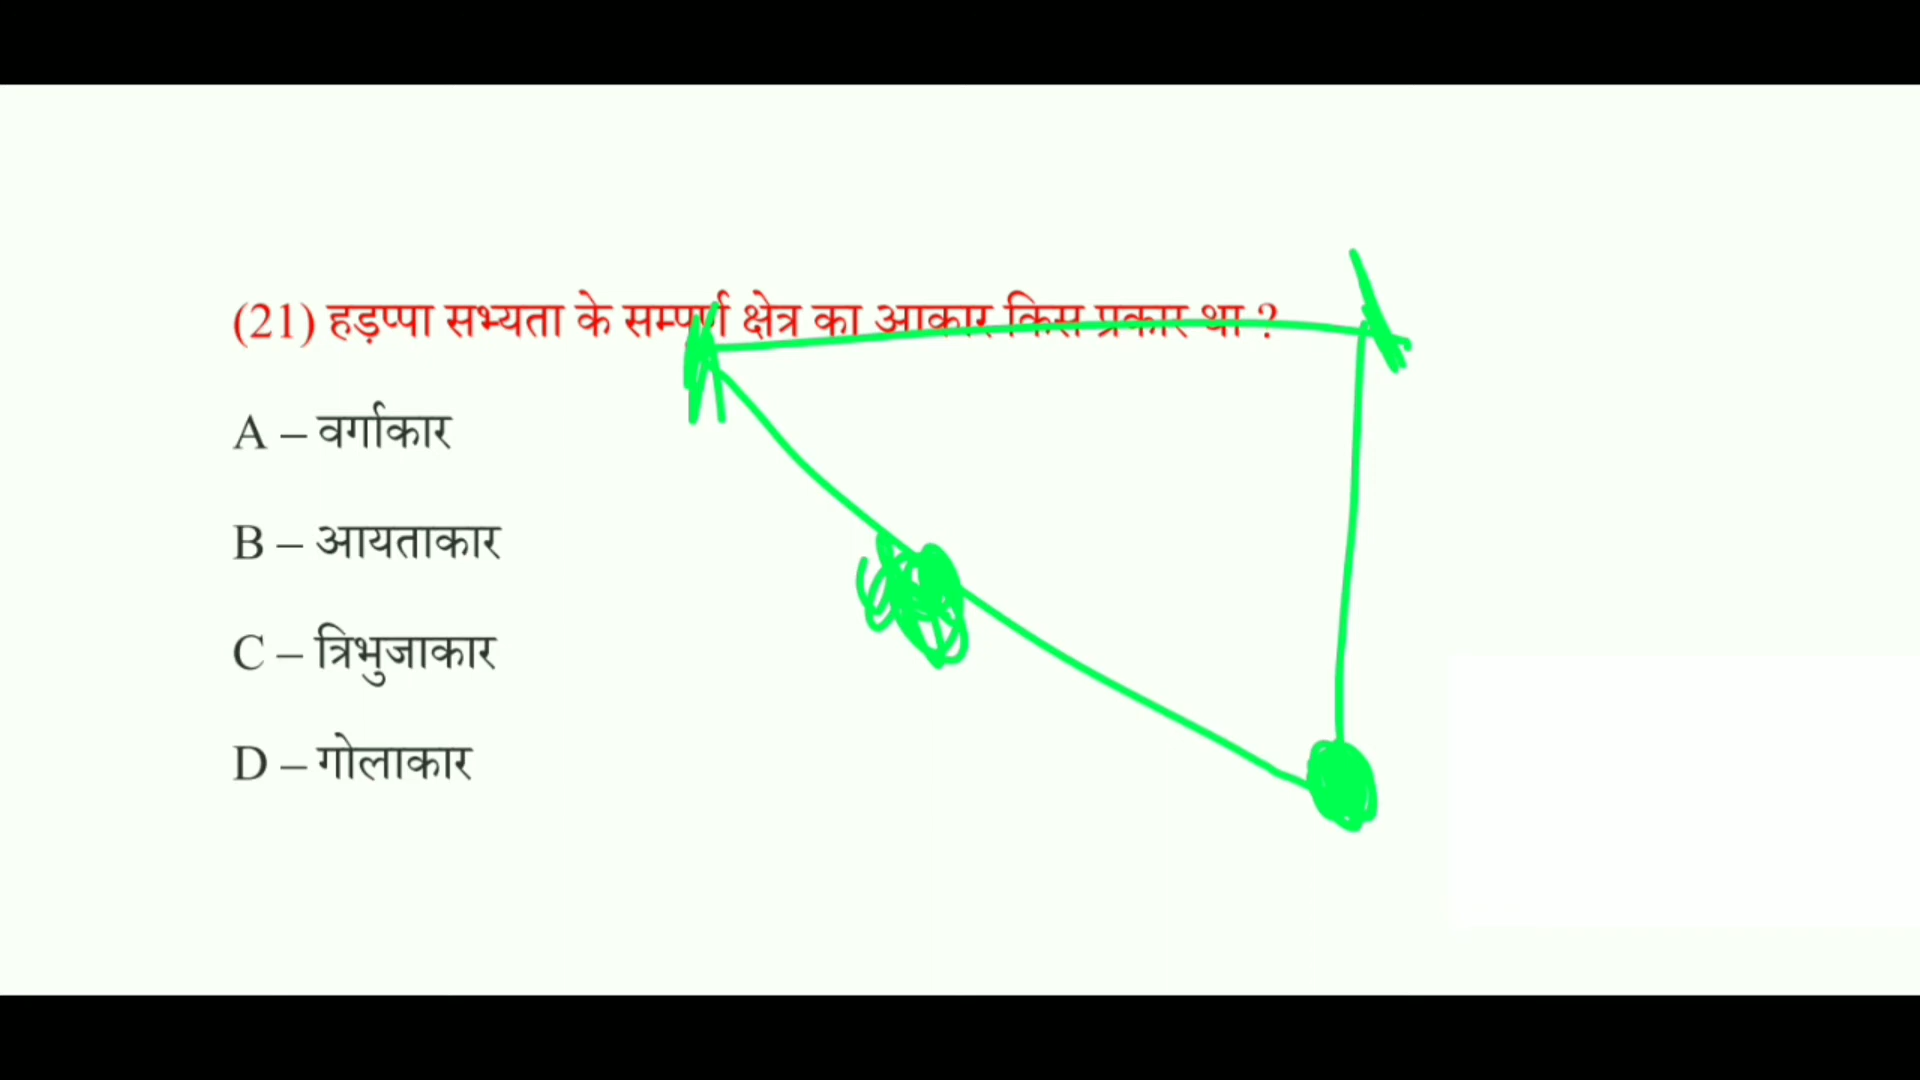 (21) हड़प्पा सभ्यता के सम्पूर्ण क्षेत्र का आकार किस प्रकार था ?
A – वर्गाकार
B – आयताकार
C – त्रिभुजाकार
D – गोलाकार